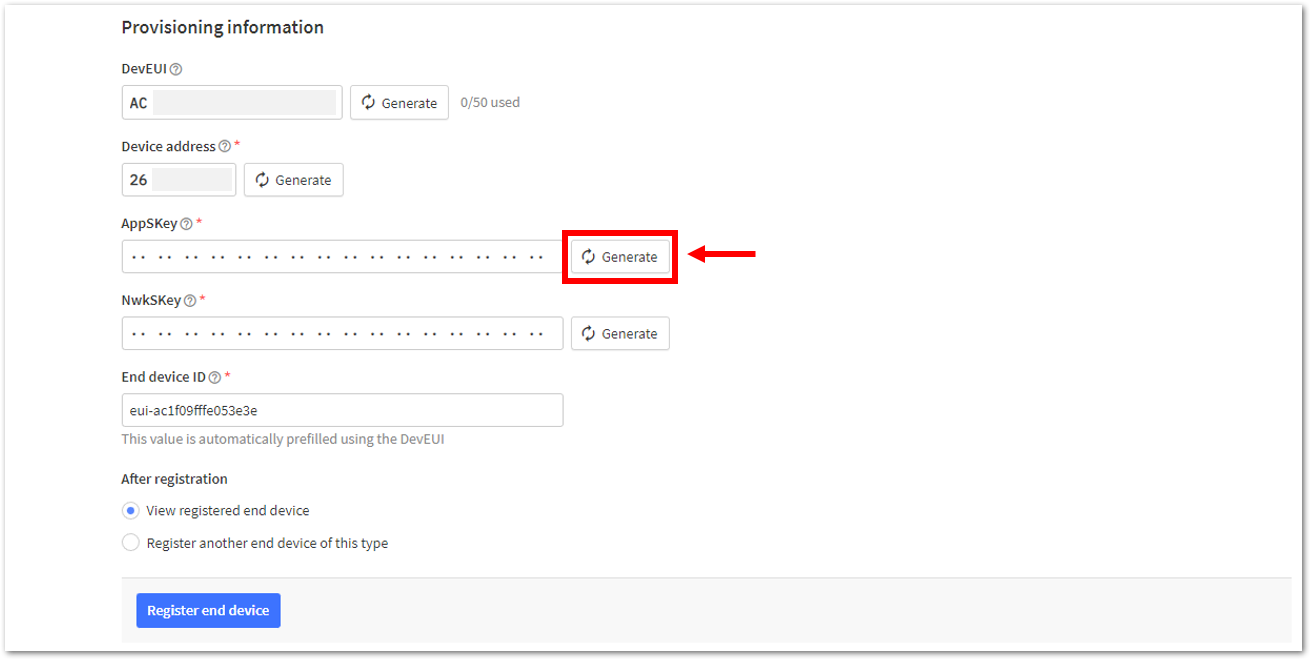 Provisioning information
DevEUI
AC
Generate
0/50 used
Device address *
26
Generate
AppSKey *
·· ·· ·· ·· ·· ·· ·· ·· ·· ·· ·· ·· ·· ·· ·· ··
Generate
NwkSKey *
·· ·· ·· ·· ·· ·· ·· ·· ·· ·· ·· ·· ·· ·· ·· ··
Generate
End device ID *
eui-ac1f09fffe053e3e
This value is automatically prefilled using the DevEUI
After registration
View registered end device
Register another end device of this type
Register end device